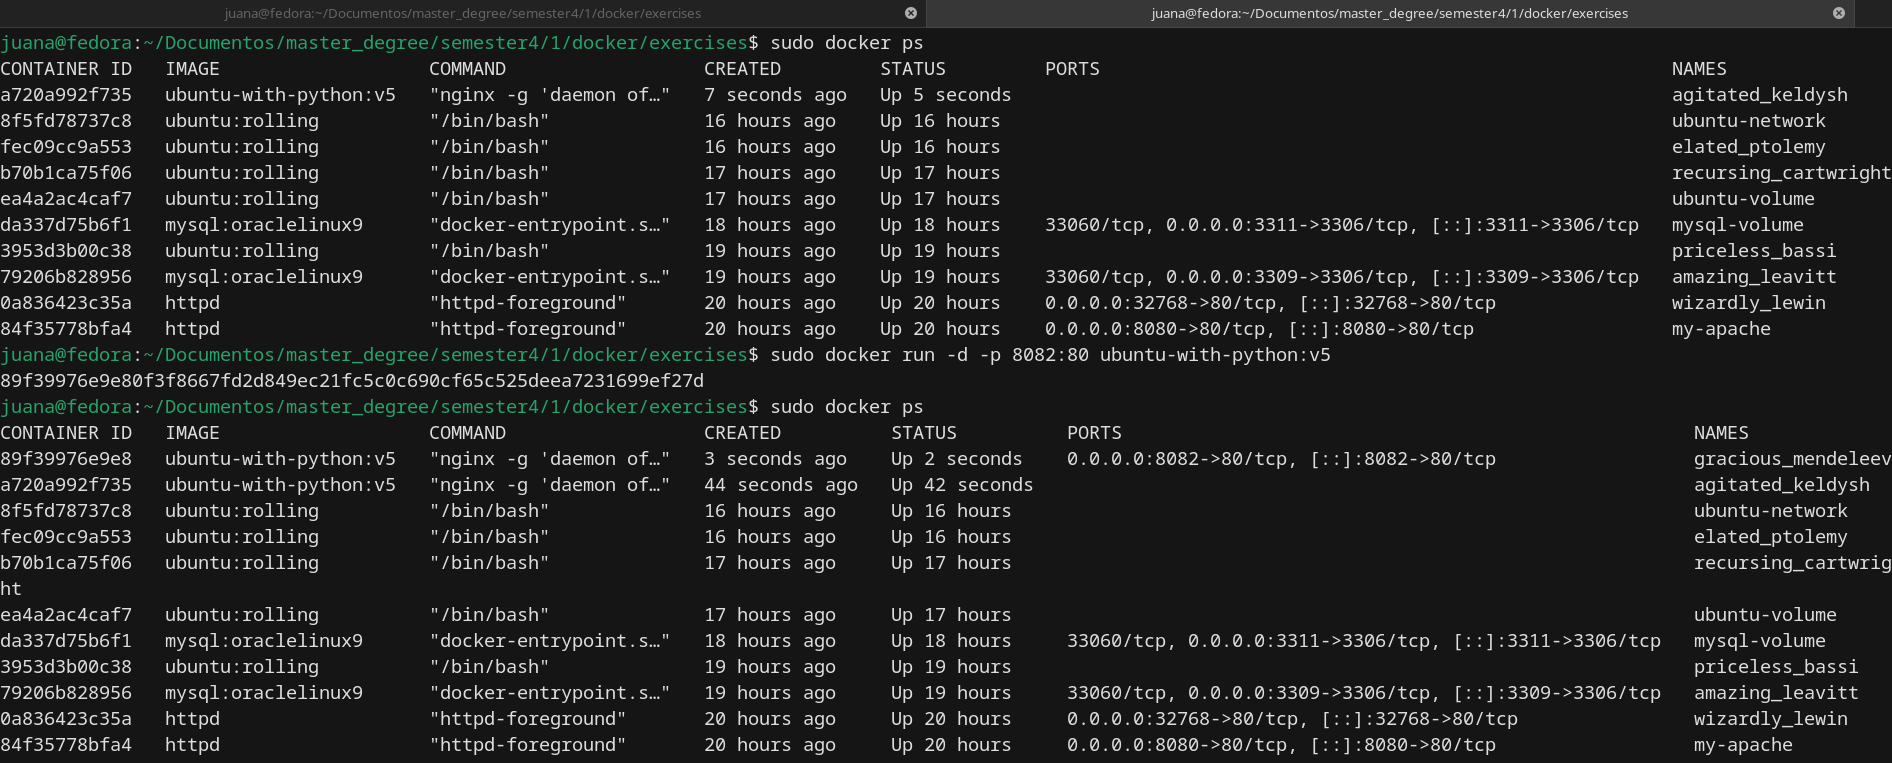 juana@fedora:~/Documentos/master_degree/semester4/1/docker/exercises juana@fedora:~/Documentos/master_degree/semester4/1/docker/exercises
juana@fedora:~/Documentos/master_degree/semester4/1/docker/exercises$ sudo docker ps
CONTAINER ID   IMAGE                   COMMAND                  CREATED         STATUS         PORTS                                                    NAMES
a720a992f735   ubuntu-with-python:v5   "nginx -g 'daemon of…"   7 seconds ago   Up 5 seconds                                                            agitated_keldysh
8f5fd78737c8   ubuntu:rolling          "/bin/bash"              16 hours ago    Up 16 hours                                                             ubuntu-network
fec09cc9a553   ubuntu:rolling          "/bin/bash"              16 hours ago    Up 16 hours                                                             elated_ptolemy
b70b1ca75f06   ubuntu:rolling          "/bin/bash"              17 hours ago    Up 17 hours                                                             recursing_cartwright
ea4a2ac4caf7   ubuntu:rolling          "/bin/bash"              17 hours ago    Up 17 hours                                                             ubuntu-volume
da337d75b6f1   mysql:oraclelinux9      "docker-entrypoint.s…"   18 hours ago    Up 18 hours    33060/tcp, 0.0.0.0:3311->3306/tcp, [::]:3311->3306/tcp   mysql-volume
3953d3b00c38   ubuntu:rolling          "/bin/bash"              19 hours ago    Up 19 hours                                                             priceless_bassi
79206b828956   mysql:oraclelinux9      "docker-entrypoint.s…"   19 hours ago    Up 19 hours    33060/tcp, 0.0.0.0:3309->3306/tcp, [::]:3309->3306/tcp   amazing_leavitt
0a836423c35a   httpd                   "httpd-foreground"       20 hours ago    Up 20 hours    0.0.0.0:32768->80/tcp, [::]:32768->80/tcp                wizardly_lewin
84f35778bfa4   httpd                   "httpd-foreground"       20 hours ago    Up 20 hours    0.0.0.0:8080->80/tcp, [::]:8080->80/tcp                  my-apache
juana@fedora:~/Documentos/master_degree/semester4/1/docker/exercises$ sudo docker run -d -p 8082:80 ubuntu-with-python:v5
89f39976e9e80f3f8667fd2d849ec21fc5c0c690cf65c525deea7231699ef27d
juana@fedora:~/Documentos/master_degree/semester4/1/docker/exercises$ sudo docker ps
CONTAINER ID   IMAGE                   COMMAND                  CREATED          STATUS          PORTS                                                    NAMES
89f39976e9e8   ubuntu-with-python:v5   "nginx -g 'daemon of…"   3 seconds ago    Up 2 seconds    0.0.0.0:8082->80/tcp, [::]:8082->80/tcp                  gracious_mendeleev
a720a992f735   ubuntu-with-python:v5   "nginx -g 'daemon of…"   44 seconds ago   Up 42 seconds                                                            agitated_keldysh
8f5fd78737c8   ubuntu:rolling          "/bin/bash"              16 hours ago     Up 16 hours                                                              ubuntu-network
fec09cc9a553   ubuntu:rolling          "/bin/bash"              16 hours ago     Up 16 hours                                                              elated_ptolemy
b70b1ca75f06   ubuntu:rolling          "/bin/bash"              17 hours ago     Up 17 hours                                                              recursing_cartwrig
ht
ea4a2ac4caf7   ubuntu:rolling          "/bin/bash"              17 hours ago     Up 17 hours                                                              ubuntu-volume
da337d75b6f1   mysql:oraclelinux9      "docker-entrypoint.s…"   18 hours ago     Up 18 hours     33060/tcp, 0.0.0.0:3311->3306/tcp, [::]:3311->3306/tcp   mysql-volume
3953d3b00c38   ubuntu:rolling          "/bin/bash"              19 hours ago     Up 19 hours                                                              priceless_bassi
79206b828956   mysql:oraclelinux9      "docker-entrypoint.s…"   19 hours ago     Up 19 hours     33060/tcp, 0.0.0.0:3309->3306/tcp, [::]:3309->3306/tcp   amazing_leavitt
0a836423c35a   httpd                   "httpd-foreground"       20 hours ago     Up 20 hours     0.0.0.0:32768->80/tcp, [::]:32768->80/tcp                wizardly_lewin
84f35778bfa4   httpd                   "httpd-foreground"       20 hours ago     Up 20 hours     0.0.0.0:8080->80/tcp, [::]:8080->80/tcp                  my-apache